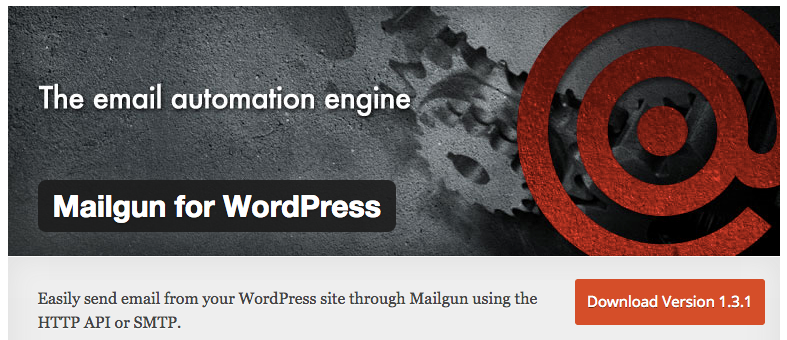 The email automation engine
Mailgun for WordPress
Easily send email from your WordPress site through Mailgun using the
HTTP API or SMTP.
Download Version 1.3.1